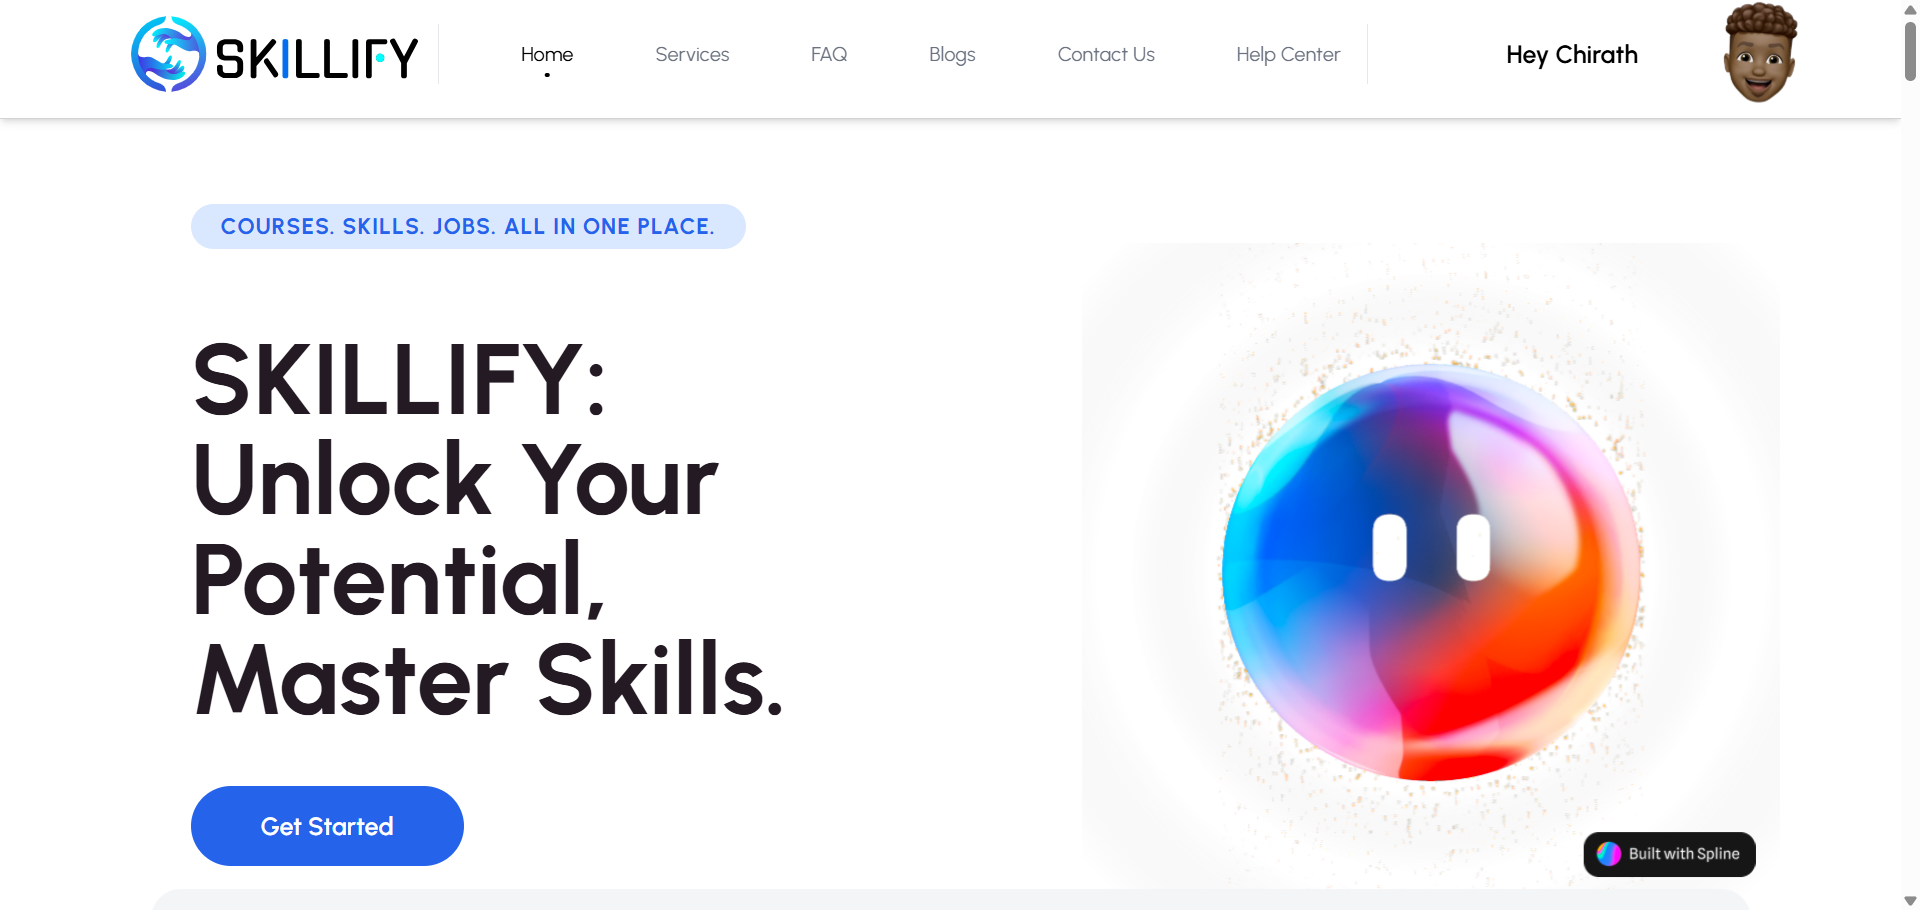 SKILLIFY
Home
Services
FAQ
Blogs
Contact Us
Help Center
Hey Chirath
COURSES. SKILLS. JOBS. ALL IN ONE PLACE.
SKILLIFY:
Unlock Your
Potential,
Master Skills.
Get Started
Built with Spline